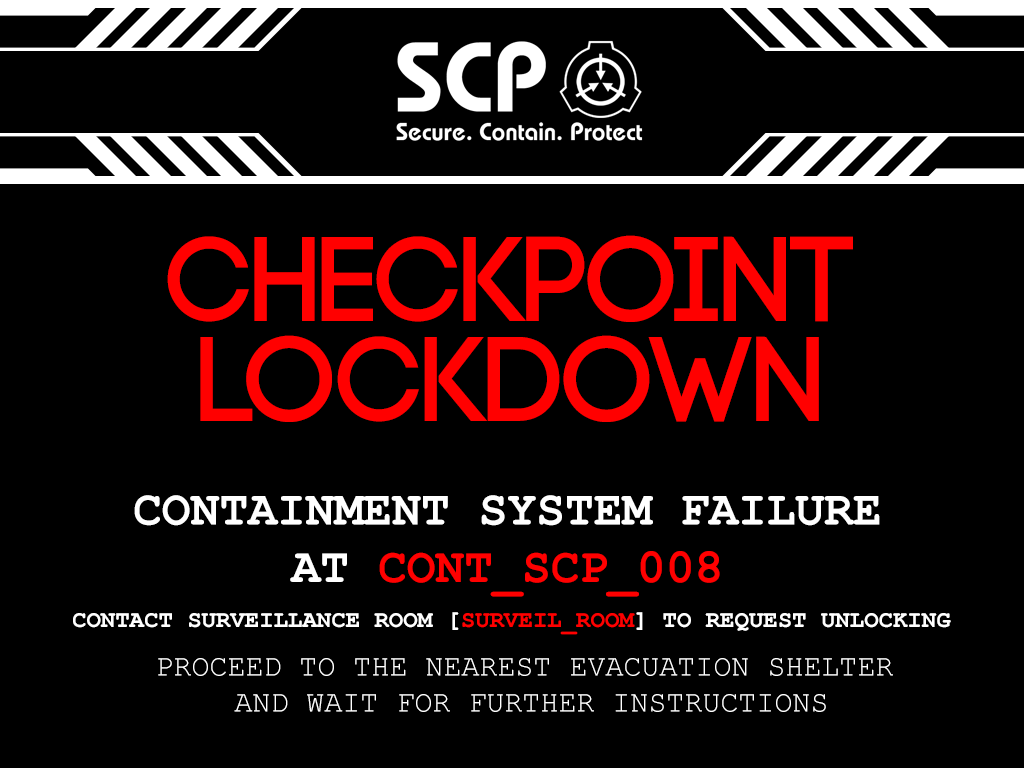 SCP
Secure. Contain. Protect
CHECKPOINT
LOCKDOWN
CONTAINMENT SYSTEM FAILURE
AT CONT_SCP_008
CONTACT SURVEILLANCE ROOM [SURVEIL_ROOM] TO REQUEST UNLOCKING
PROCEED TO THE NEAREST EVACUATION SHELTER
AND WAIT FOR FURTHER INSTRUCTIONS